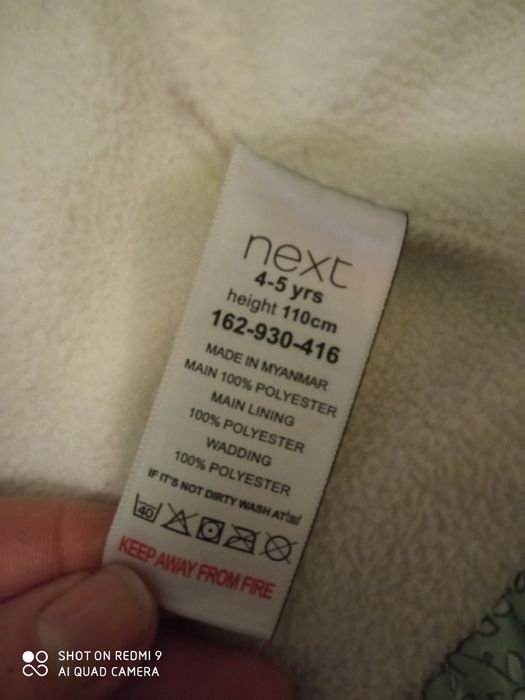 next
4-5 yrs
height 110cm
162-930-416
MADE IN MYANMAR
MAIN 100% POLYESTER
MAIN LINING
100% POLYESTER
WADDING
100% POLYESTER
IF IT'S NOT DIRTY WASH AT
40
KEEP AWAY FROM FIRE
SHOT ON REDMI 9
AI QUAD CAMERA